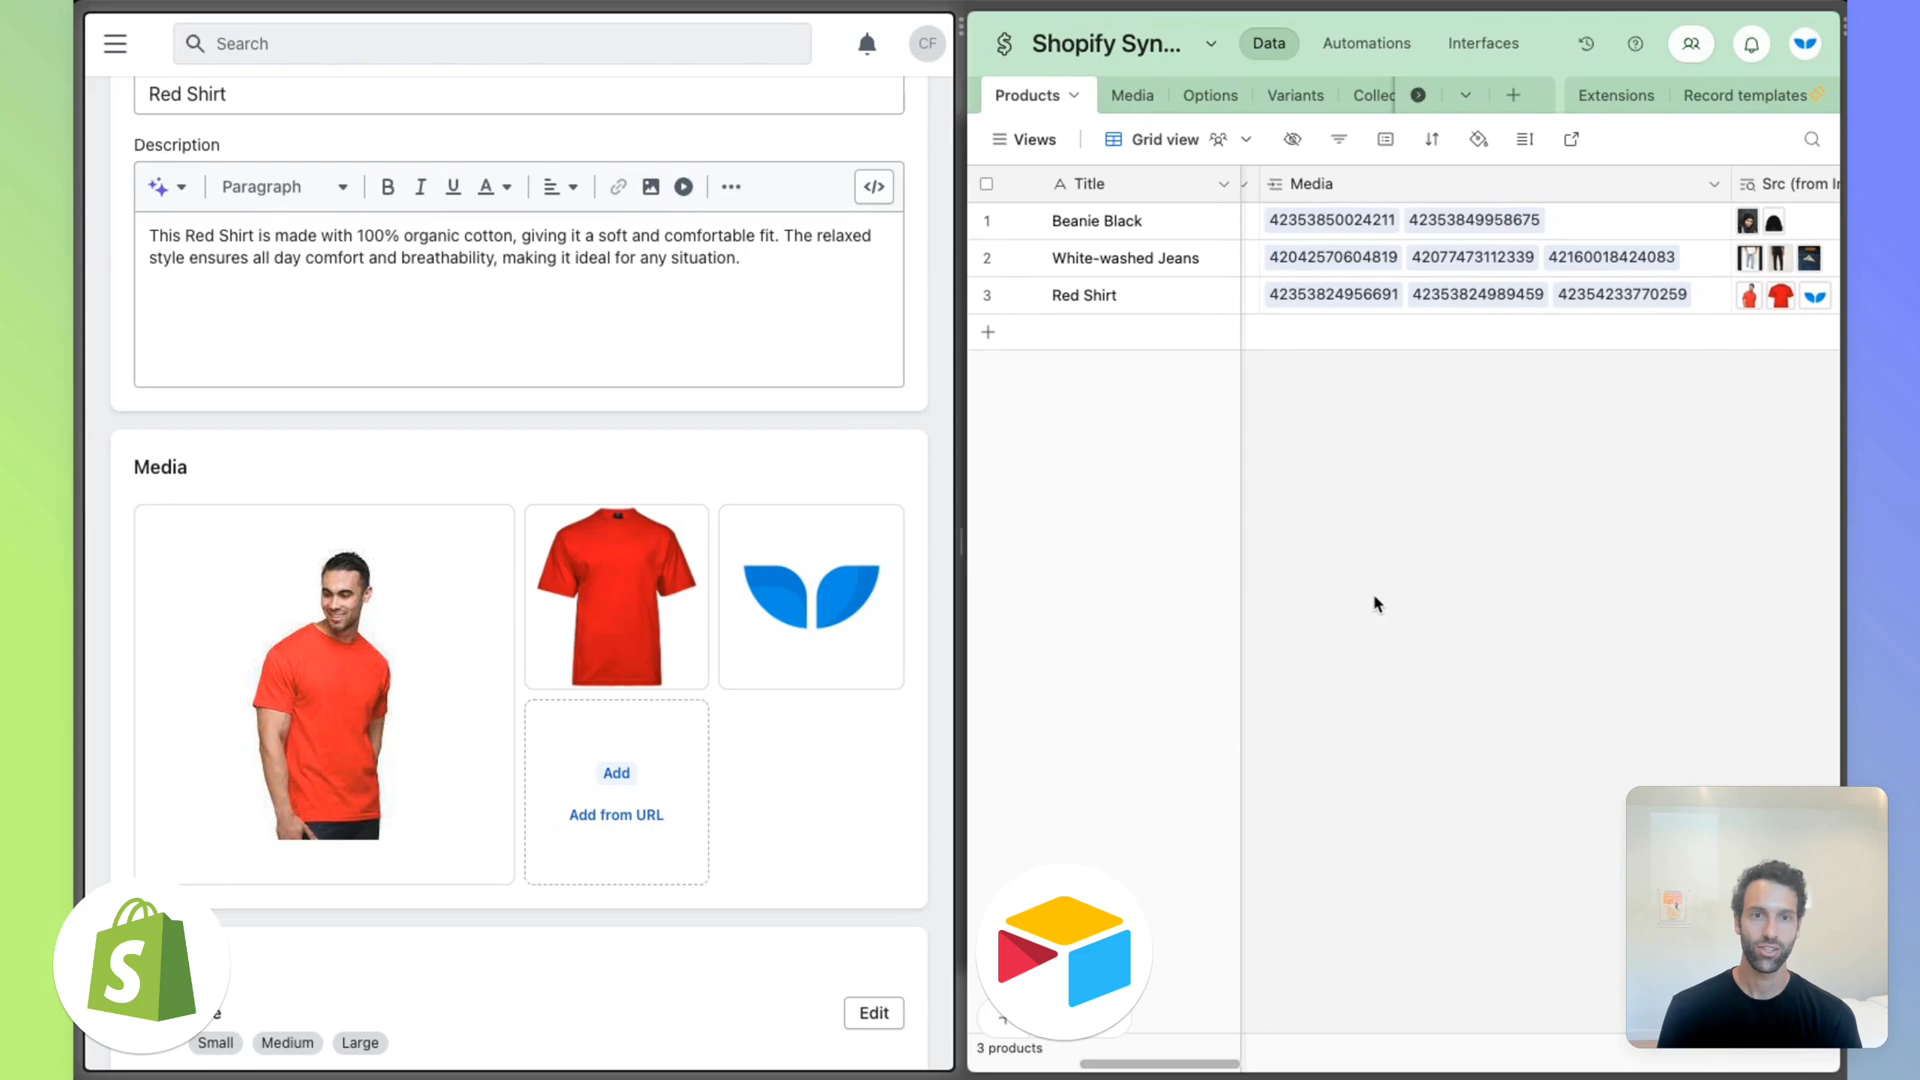 Search
CF
Red Shirt
Description
Paragraph
B I U A
This Red Shirt is made with 100% organic cotton, giving it a soft and comfortable fit. The relaxed
style ensures all day comfort and breathability, making it ideal for any situation.
Media
Add
Add from URL
Edit
Small Medium Large
S
Shopify Syn...
Data Automations Interfaces
Products Media Options Variants Collec
Extensions Record templates
Views Grid view
Title Media Src (from I
1 Beanie Black 42353850024211 42353849958675
2 White-washed Jeans 42042570604819 42077473112339 42160018424083
3 Red Shirt 42353824956691 42353824989459 42354233770259
3 products